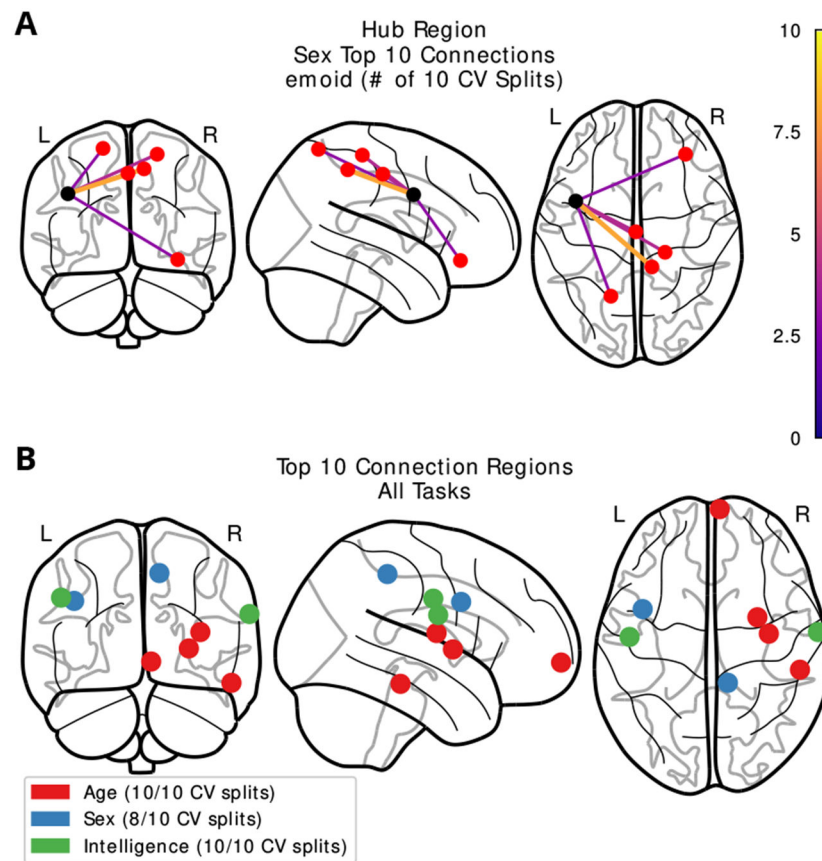 A
Hub Region
Sex Top 10 Connections
emoid (# of 10 CV Splits)
L
R
L
R
10
7.5
5
2.5
0
B
Top 10 Connection Regions
All Tasks
L
R
L
R
Age (10/10 CV splits)
Sex (8/10 CV splits)
Intelligence (10/10 CV splits)